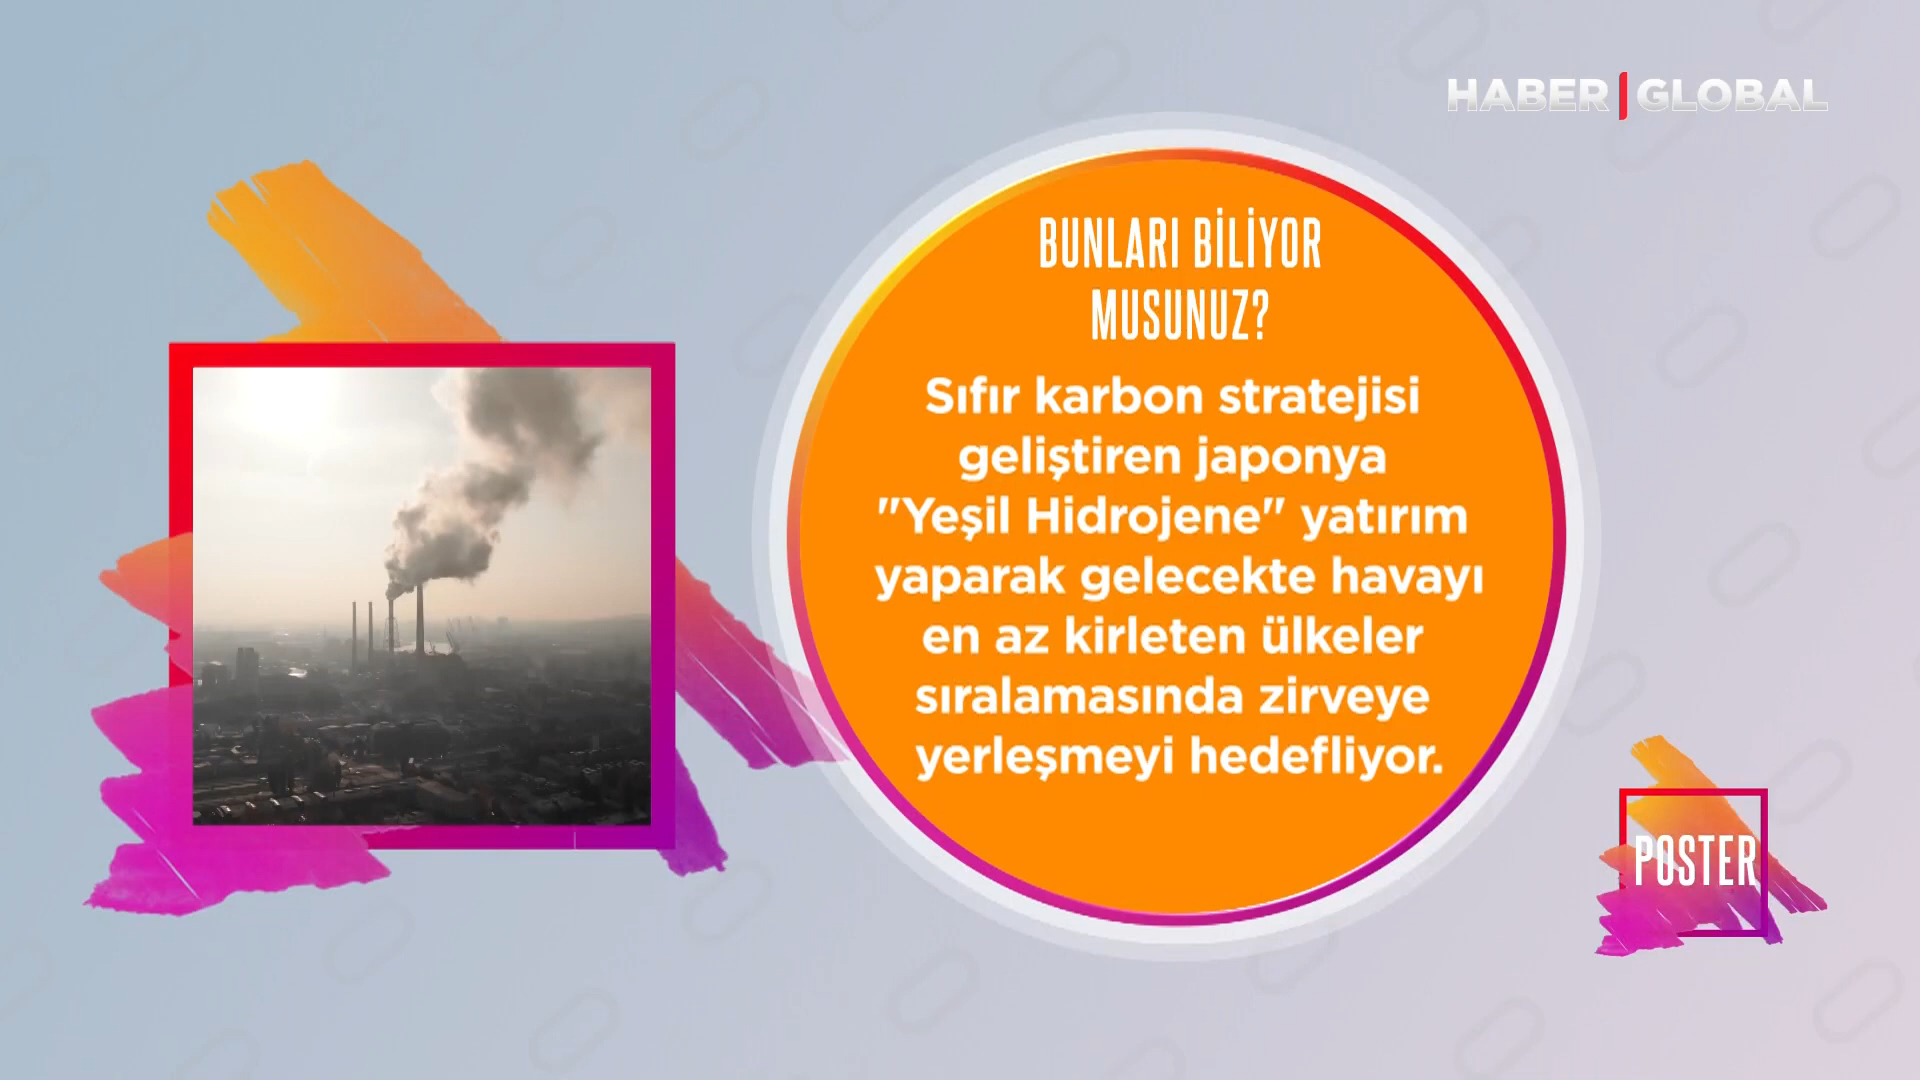 HABER GLOBAL
BUNLARI BİLİYOR
MUSUNUZ?
Sıfır karbon stratejisi
geliştiren japonya
"Yeşil Hidrojene" yatırım
yaparak gelecekte havayı
en az kirleten ülkeler
sıralamasında zirveye
yerleşmeyi hedefliyor.
POSTER